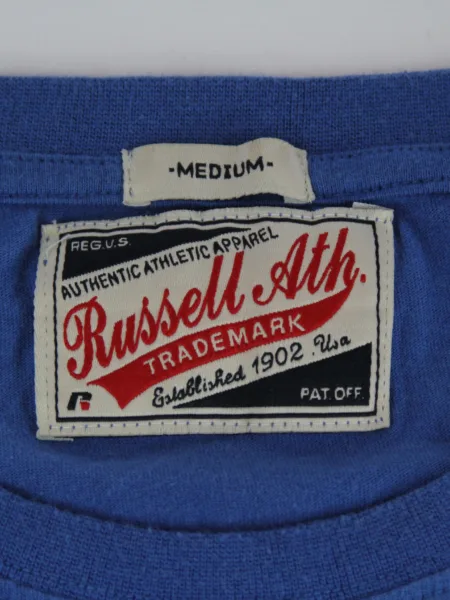 -MEDIUM-
REG.U.S.
AUTHENTIC ATHLETIC APPAREL
Russell Ath.
TRADEMARK
Established 1902.Usa
R
PAT.OFF.